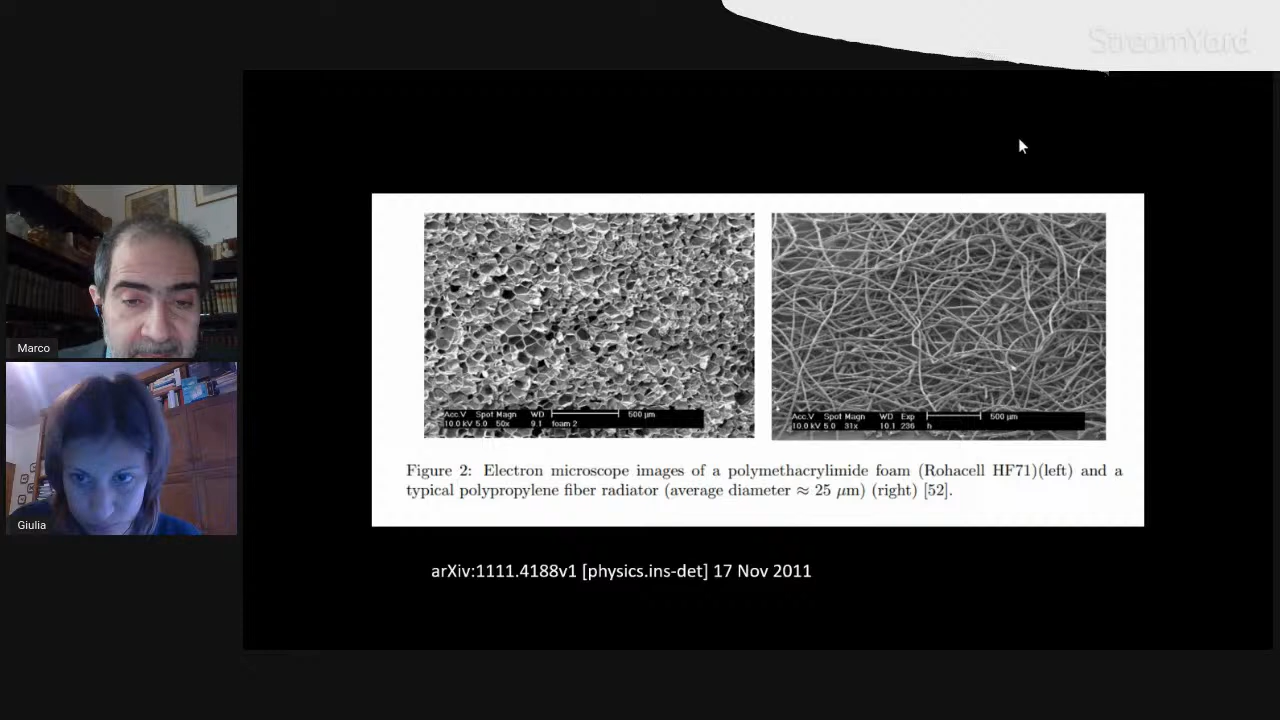 StreamYard
Acc.V Spot Magn WD 500 µm
10.0 kV 5.0 50x 9.1 foam 2
Acc.V Spot Magn WD Exp 500 µm
10.0 kV 5.0 31x 10.1 236 h
Figure 2: Electron microscope images of a polymethacrylimide foam (Rohacell HF71)(left) and a
typical polypropylene fiber radiator (average diameter ≈ 25 µm) (right) [52].
arXiv:1111.4188v1 [physics.ins-det] 17 Nov 2011
Marco
Giulia